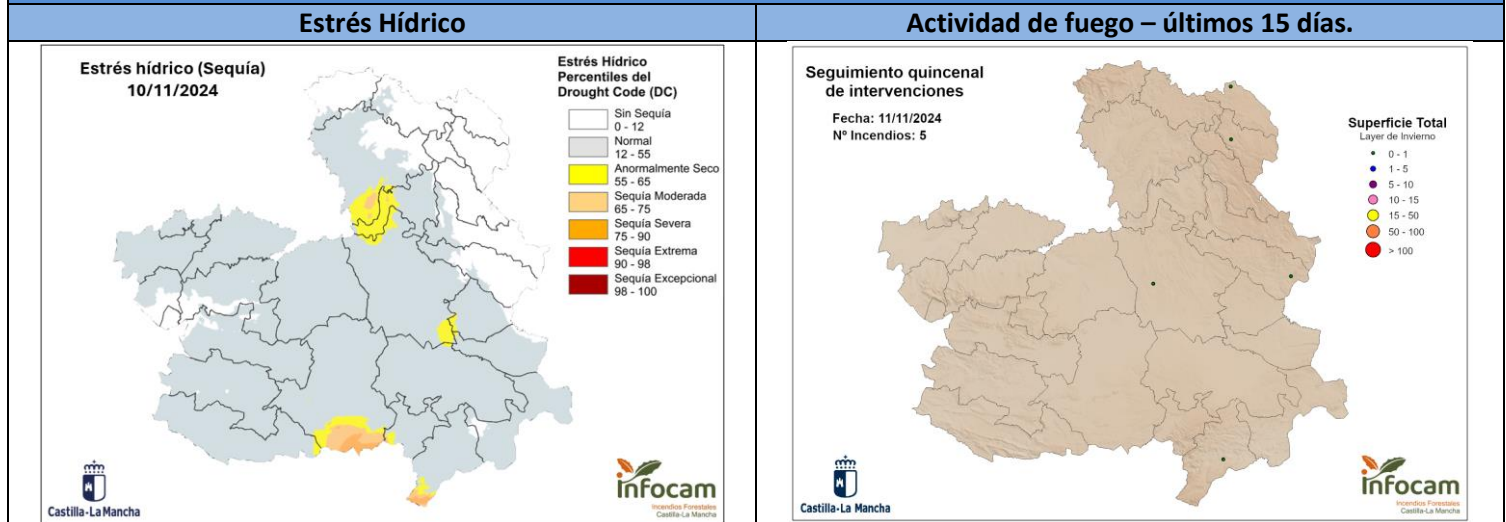 Estrés Hídrico
Actividad de fuego – últimos 15 días.
Estrés hídrico (Sequía)
10/11/2024
Estrés Hídrico
Percentiles del
Drought Code (DC)
Sin Sequía
0 - 12
Normal
12 - 55
Anormalmente Seco
55 - 65
Sequía Moderada
65 - 75
Sequía Severa
75 - 90
Sequía Extrema
90 - 98
Sequía Excepcional
98 - 100
Castilla-La Mancha
infocam
Incendios Forestales
Castilla-La Mancha
Seguimiento quincenal
de intervenciones
Fecha: 11/11/2024
Nº Incendios: 5
Superficie Total
Layer de Invierno
0 - 1
1 - 5
5 - 10
10 - 15
15 - 50
50 - 100
> 100
Castilla-La Mancha
infocam
Incendios Forestales
Castilla-La Mancha